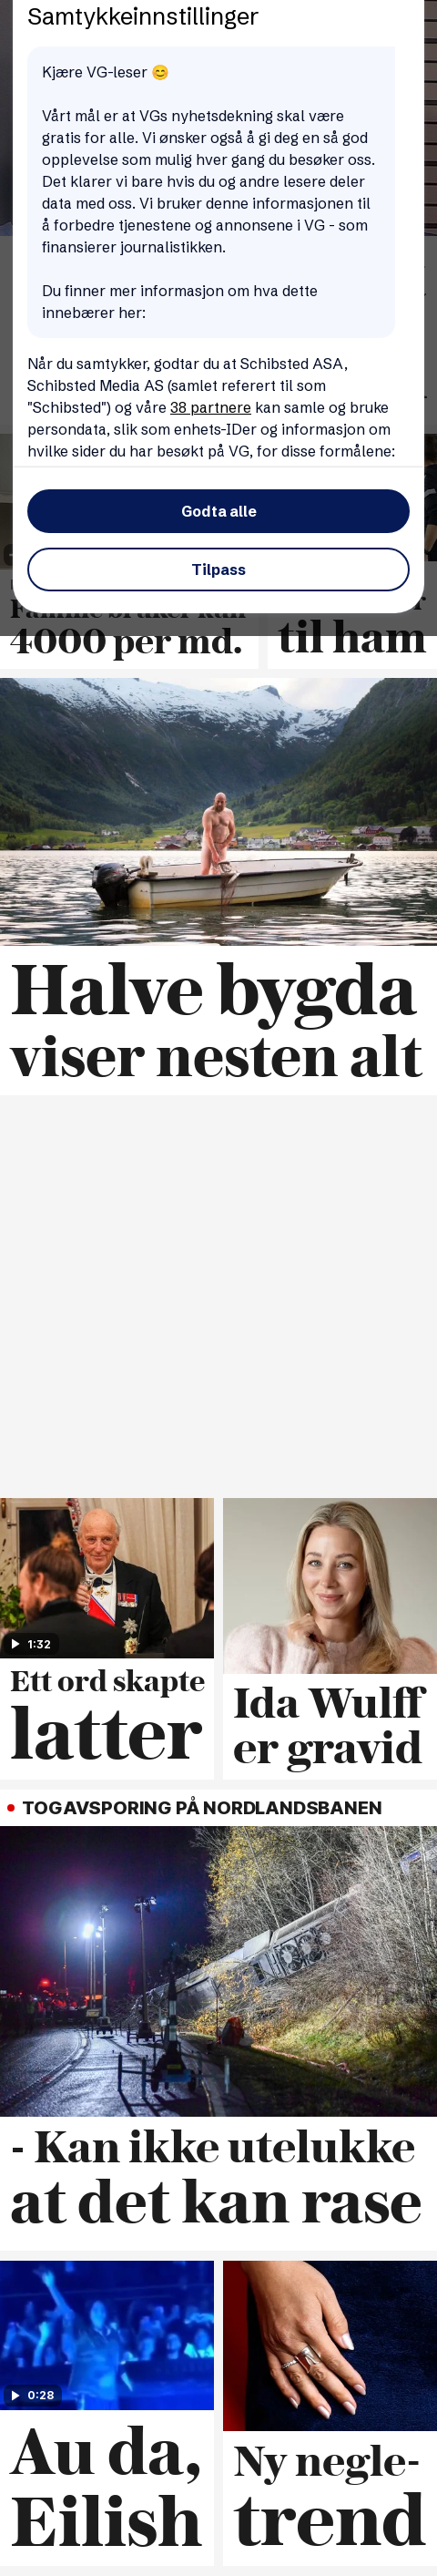 Samtykkeinnstillinger
Kjære VG-leser 😊
Vårt mål er at VGs nyhetsdekning skal være
gratis for alle. Vi ønsker også å gi deg en så god
opplevelse som mulig hver gang du besøker oss.
Det klarer vi bare hvis du og andre lesere deler
data med oss. Vi bruker denne informasjonen til
å forbedre tjenestene og annonsene i VG - som
finansierer journalistikken.
Du finner mer informasjon om hva dette
innebærer her:
Når du samtykker, godtar du at Schibsted ASA,
Schibsted Media AS (samlet referert til som
"Schibsted") og våre 38 partnere kan samle og bruke
persondata, slik som enhets-IDer og informasjon om
hvilke sider du har besøkt på VG, for disse formålene:
Godta alle
Tilpass
4000 per md.
til ham
Halve bygda
viser nesten alt
1:32
Ett ord skapte
latter
Ida Wulff
er gravid
TOGAVSPORING PÅ NORDLANDSBANEN
- Kan ikke utelukke
at det kan rase
0:28
Au da,
Eilish
Ny negle-
trend